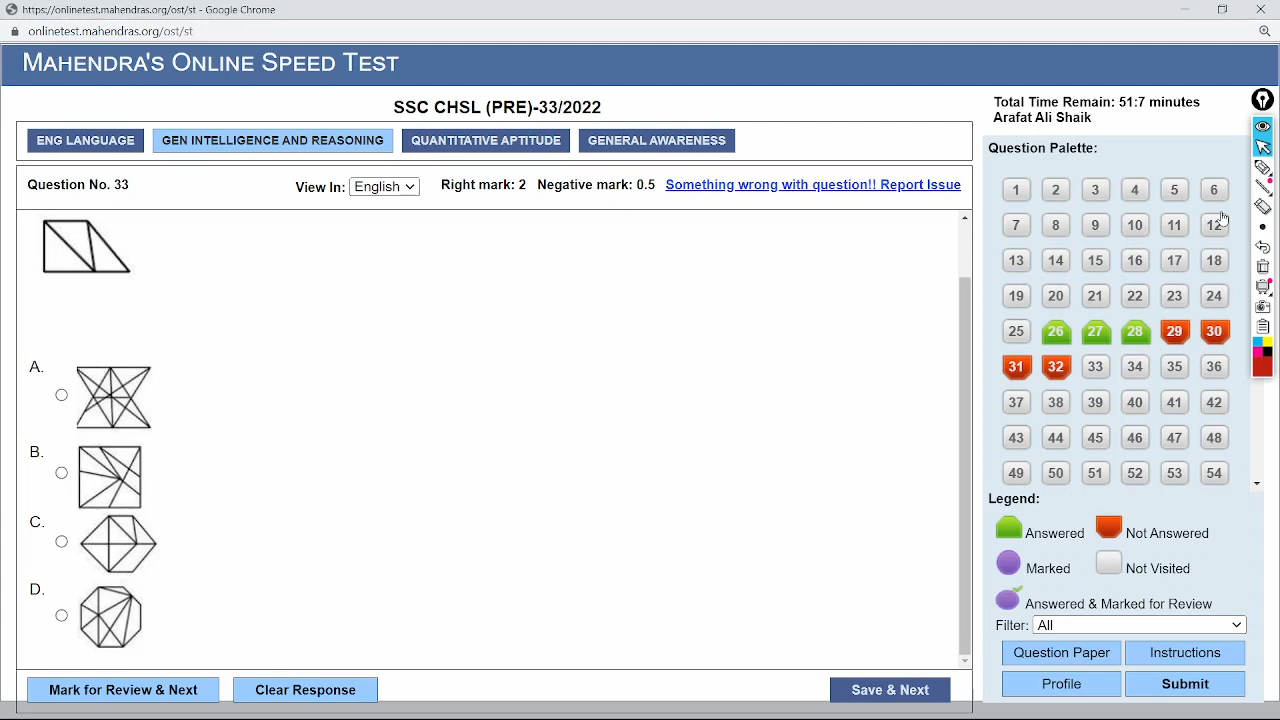 https://onlinetest.mahendras.org/ost/st - Google Chrome
onlinetest.mahendras.org/ost/st
MAHENDRA'S ONLINE SPEED TEST
SSC CHSL (PRE)-33/2022
Total Time Remain: 51:7 minutes
Arafat Ali Shaik
ENG LANGUAGE GEN INTELLIGENCE AND REASONING QUANTITATIVE APTITUDE GENERAL AWARENESS
Question Palette:
Question No. 33 View In: English Right mark: 2 Negative mark: 0.5 Something wrong with question!! Report Issue
1 2 3 4 5 6
7 8 9 10 11 12
13 14 15 16 17 18
19 20 21 22 23 24
25 26 27 28 29 30
31 32 33 34 35 36
37 38 39 40 41 42
43 44 45 46 47 48
49 50 51 52 53 54
A.
B.
C.
D.
Legend:
Answered Not Answered
Marked Not Visited
Answered & Marked for Review
Filter: All
Question Paper Instructions
Profile Submit
Mark for Review & Next Clear Response Save & Next